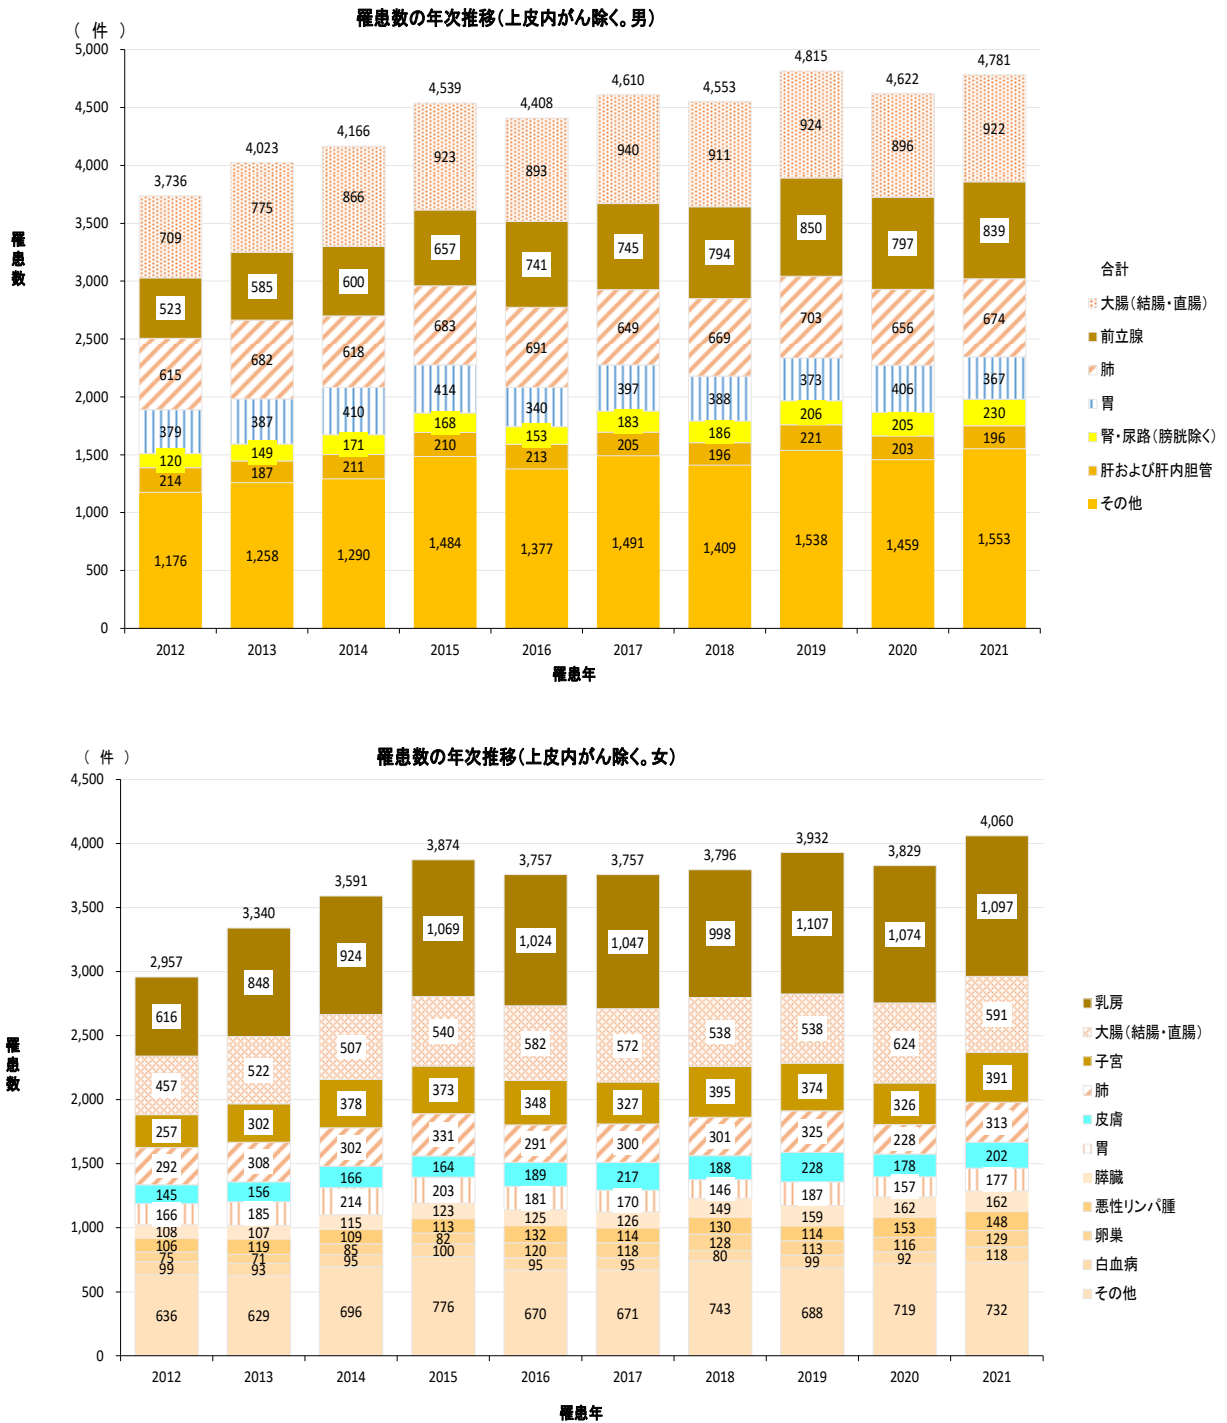 罹患数の年次推移（上皮内がん除く。男）
（ 件 ）
罹患数
5,000
4,500
4,000
3,500
3,000
2,500
2,000
1,500
1,000
500
0
3,736 4,023 4,166 4,539 4,408 4,610 4,553 4,815 4,622 4,781
709 775 866 923 893 940 911 924 896 922
523 585 600 657 741 745 794 850 797 839
615 682 618 683 691 649 669 703 656 674
379 387 410 414 340 397 388 373 406 367
120 149 171 168 153 183 186 206 205 230
214 187 211 210 213 205 196 221 203 196
1,176 1,258 1,290 1,484 1,377 1,491 1,409 1,538 1,459 1,553
2012 2013 2014 2015 2016 2017 2018 2019 2020 2021
罹患年
合計
大腸（結腸・直腸）
前立腺
肺
胃
腎・尿路（膀胱除く）
肝および肝内胆管
その他
罹患数の年次推移（上皮内がん除く。女）
（ 件 ）
罹患数
4,500
4,000
3,500
3,000
2,500
2,000
1,500
1,000
500
0
2,957 3,340 3,591 3,874 3,757 3,757 3,796 3,932 3,829 4,060
616 848 924 1,069 1,024 1,047 998 1,107 1,074 1,097
457 522 507 540 582 572 538 538 624 591
257 302 378 373 348 327 395 374 326 391
292 308 302 331 291 300 301 325 228 313
145 156 166 164 189 217 188 228 178 202
166 185 214 203 181 170 146 187 157 177
108 107 115 123 125 126 149 159 162 162
106 119 109 113 132 114 130 114 153 148
75 71 85 82 120 118 128 113 116 129
99 93 95 100 95 95 80 99 92 118
636 629 696 776 670 671 743 688 719 732
2012 2013 2014 2015 2016 2017 2018 2019 2020 2021
罹患年
乳房
大腸（結腸・直腸）
子宮
肺
皮膚
胃
膵臓
悪性リンパ腫
卵巣
白血病
その他